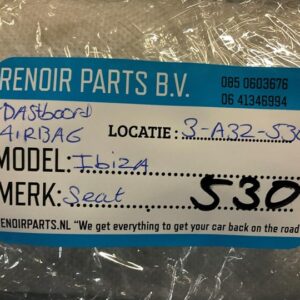 RENOIR PARTS B.V.
085 0603676
06 41346994
DAStboord
AIRBAG
LOCATIE : 3-A32-530
MODEL: IbizA
MERK: Seat 530
RENOIRPARTS.NL “We get everything to get your car back on the road